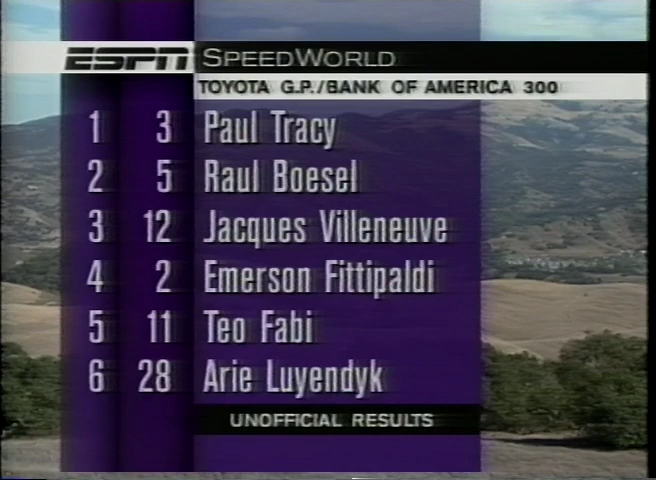 ESPN SPEEDWORLD
TOYOTA G.P./BANK OF AMERICA 300
1 3 Paul Tracy
2 5 Raul Boesel
3 12 Jacques Villeneuve
4 2 Emerson Fittipaldi
5 11 Teo Fabi
6 28 Arie Luyendyk
UNOFFICIAL RESULTS